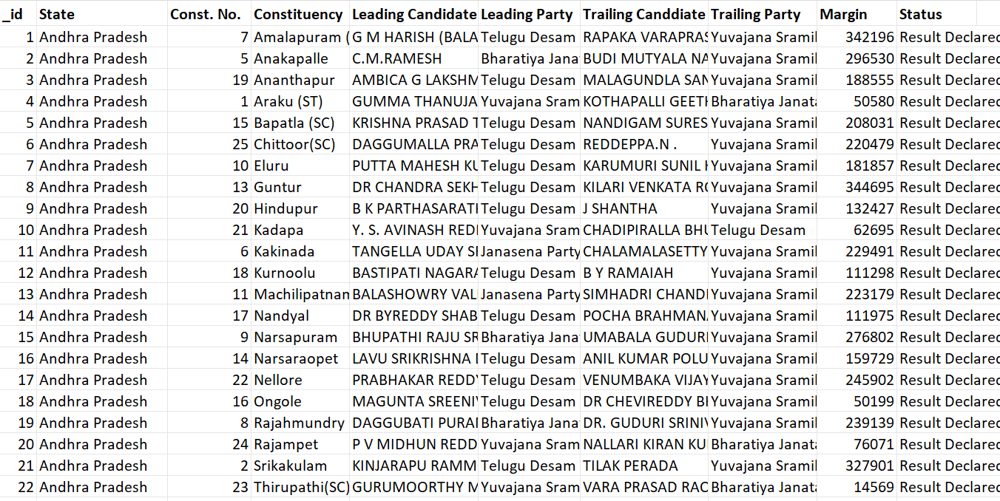 _id State Const. No. Constituency Leading Candidate Leading Party Trailing Canddiate Trailing Party Margin Status
1 Andhra Pradesh 7 Amalapuram ( G M HARISH (BALA Telugu Desam RAPAKA VARAPRAS Yuvajana Sramil 342196 Result Declared
2 Andhra Pradesh 5 Anakapalle C.M.RAMESH Bharatiya Jana BUDI MUTYALA NA Yuvajana Sramil 296530 Result Declared
3 Andhra Pradesh 19 Ananthapur AMBICA G LAKSHM Telugu Desam MALAGUNDLA SAN Yuvajana Sramil 188555 Result Declared
4 Andhra Pradesh 1 Araku (ST) GUMMA THANUJA Yuvajana Sram KOTHAPALLI GEETH Bharatiya Janata 50580 Result Declared
5 Andhra Pradesh 15 Bapatla (SC) KRISHNA PRASAD T Telugu Desam NANDIGAM SURES Yuvajana Sramil 208031 Result Declared
6 Andhra Pradesh 25 Chittoor(SC) DAGGUMALLA PRA Telugu Desam REDDEPPA.N . Yuvajana Sramil 220479 Result Declared
7 Andhra Pradesh 10 Eluru PUTTA MAHESH KU Telugu Desam KARUMURI SUNIL Yuvajana Sramil 181857 Result Declared
8 Andhra Pradesh 13 Guntur DR CHANDRA SEKH Telugu Desam KILARI VENKATA RO Yuvajana Sramil 344695 Result Declared
9 Andhra Pradesh 20 Hindupur B K PARTHASARATH Telugu Desam J SHANTHA Yuvajana Sramil 132427 Result Declared
10 Andhra Pradesh 21 Kadapa Y. S. AVINASH REDD Yuvajana Sram CHADIPIRALLA BHU Telugu Desam 62695 Result Declared
11 Andhra Pradesh 6 Kakinada TANGELLA UDAY SR Janasena Party CHALAMALASETTY Yuvajana Sramil 229491 Result Declared
12 Andhra Pradesh 18 Kurnoolu BASTIPATI NAGARA Telugu Desam B Y RAMAIAH Yuvajana Sramil 111298 Result Declared
13 Andhra Pradesh 11 Machilipatnam BALASHOWRY VAL Janasena Party SIMHADRI CHAND Yuvajana Sramil 223179 Result Declared
14 Andhra Pradesh 17 Nandyal DR BYREDDY SHAB Telugu Desam POCHA BRAHMANA Yuvajana Sramil 111975 Result Declared
15 Andhra Pradesh 9 Narsapuram BHUPATHI RAJU SR Bharatiya Jana UMABALA GUDURI Yuvajana Sramil 276802 Result Declared
16 Andhra Pradesh 14 Narsaraopet LAVU SRIKRISHNA Telugu Desam ANIL KUMAR POLU Yuvajana Sramil 159729 Result Declared
17 Andhra Pradesh 22 Nellore PRABHAKAR REDDY Telugu Desam VENUMBAKA VIJAY Yuvajana Sramil 245902 Result Declared
18 Andhra Pradesh 16 Ongole MAGUNTA SREENIV Telugu Desam DR CHEVIREDDY BH Yuvajana Sramil 50199 Result Declared
19 Andhra Pradesh 8 Rajahmundry DAGGUBATI PURAN Bharatiya Jana DR. GUDURI SRINIV Yuvajana Sramil 239139 Result Declared
20 Andhra Pradesh 24 Rajampet P V MIDHUN REDD Yuvajana Sram NALLARI KIRAN KU Bharatiya Janata 76071 Result Declared
21 Andhra Pradesh 2 Srikakulam KINJARAPU RAMM Telugu Desam TILAK PERADA Yuvajana Sramil 327901 Result Declared
22 Andhra Pradesh 23 Thirupathi(SC) GURUMOORTHY M Yuvajana Sram VARA PRASAD RAO Bharatiya Janata 14569 Result Declared